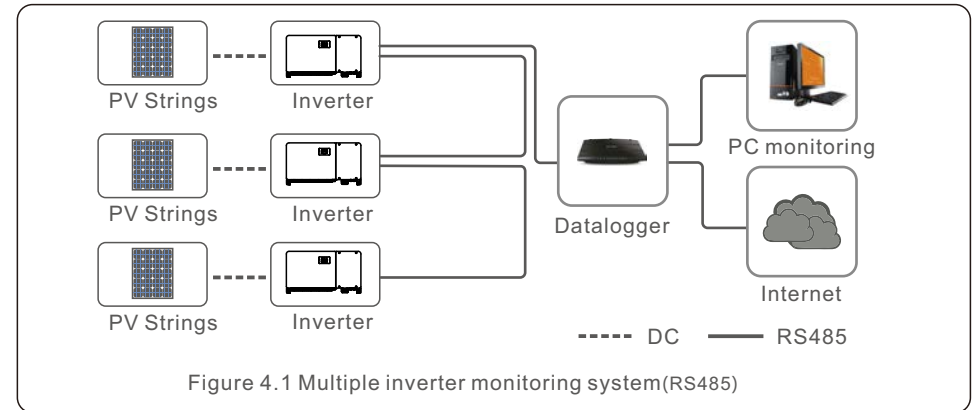 PV Strings
Inverter
PV Strings
Inverter
PV Strings
Inverter
Datalogger
PC monitoring
Internet
DC
RS485
Figure 4.1 Multiple inverter monitoring system(RS485)